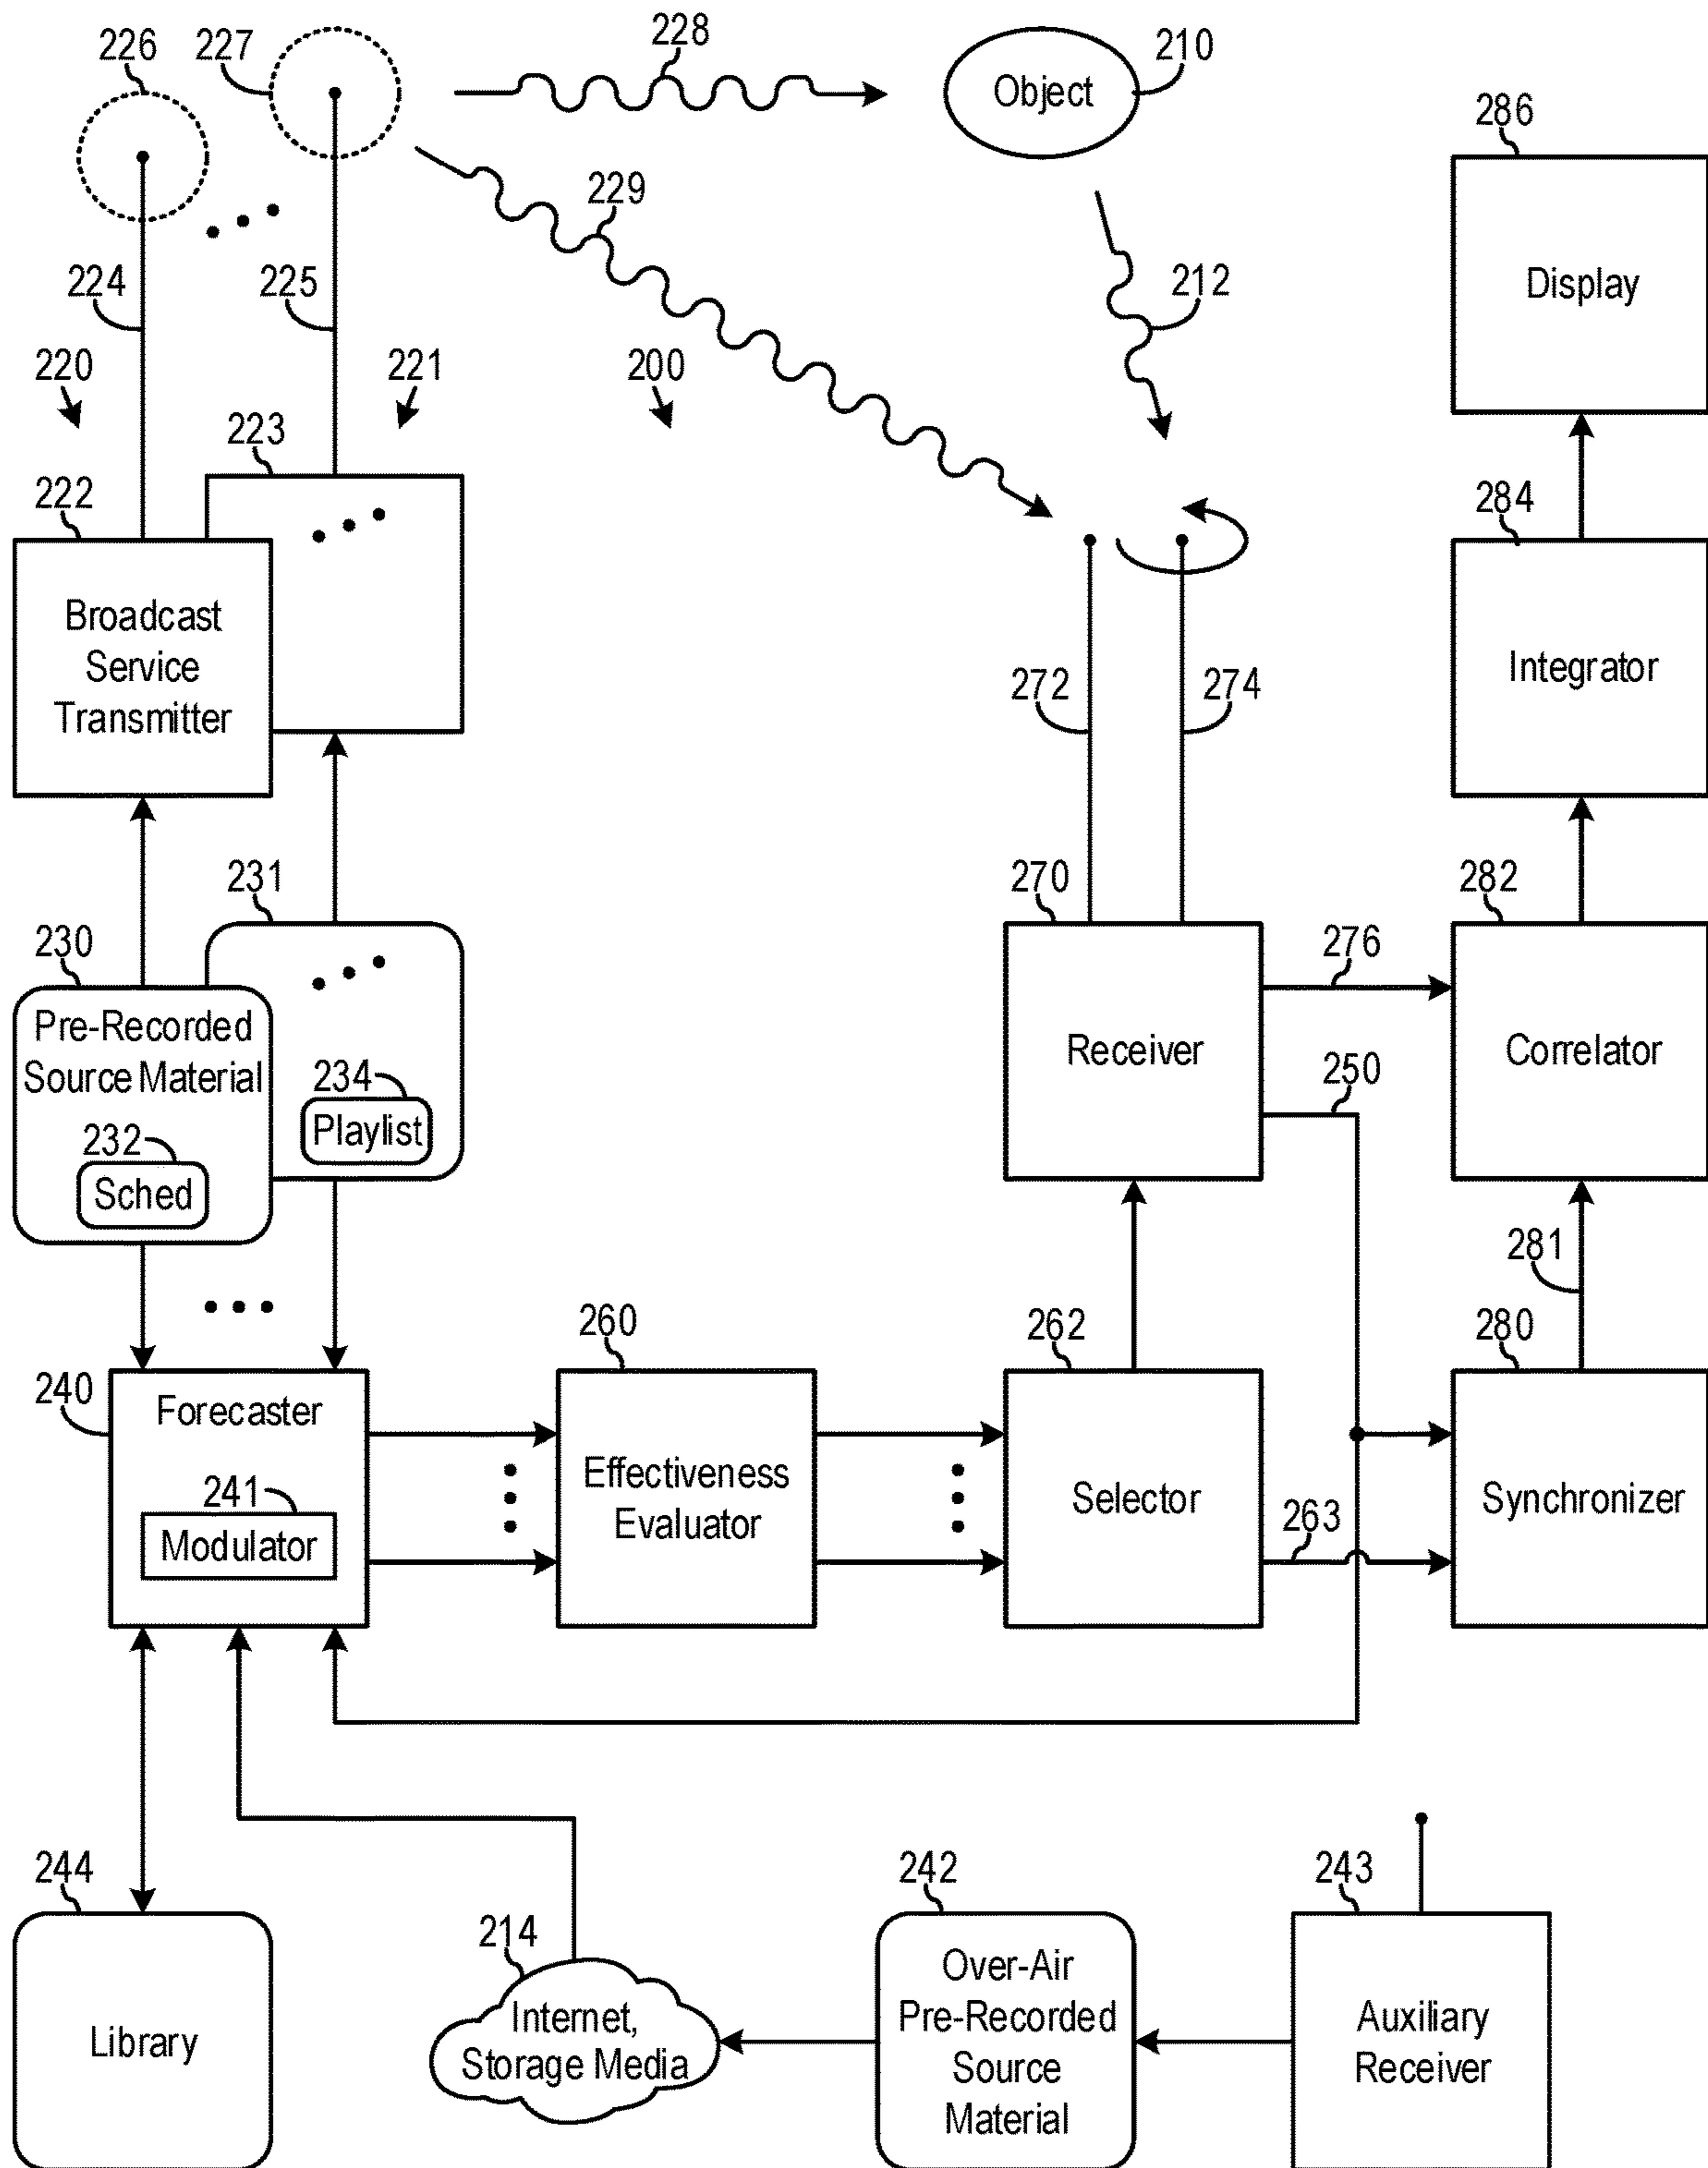 226
227
228
Object
210
286
229
224
225
212
Display
220
221
200
223
222
284
Broadcast
Service
Transmitter
272
274
Integrator
231
270
282
230
276
Pre-Recorded
Source Material
234
Playlist
Receiver
Correlator
250
232
Sched
281
260
262
280
240
Forecaster
Effectiveness
Evaluator
Selector
Synchronizer
241
Modulator
263
244
242
243
214
Library
Internet,
Storage Media
Over-Air
Pre-Recorded
Source
Material
Auxiliary
Receiver